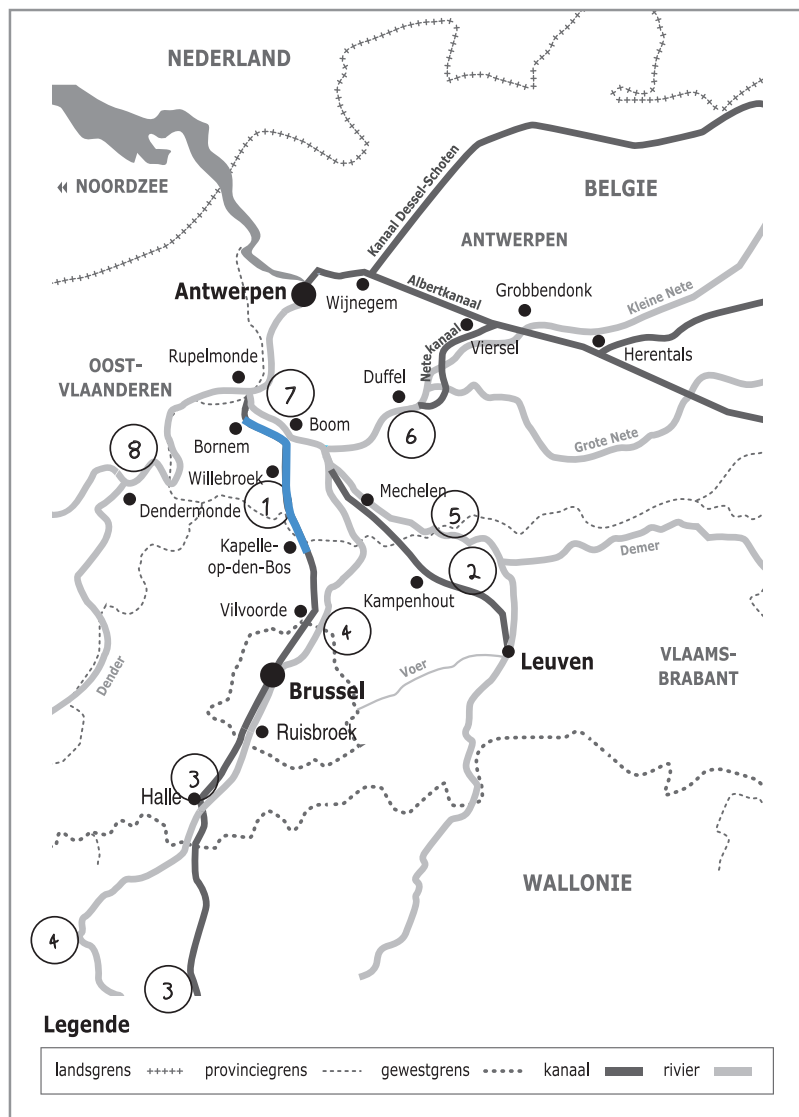 NEDERLAND
NOORDZEE
Kanaal Dessel-Schoten
BELGIE
ANTWERPEN
Antwerpen
Wijnegem
Albertkanaal
Grobbendonk
Kleine Nete
Netekanaal
Viersel
Herentals
OOST-
VLAANDEREN
Rupelmonde
7
Duffel
Boom
6
Grote Nete
8
Bornem
Willebroek
1
Mechelen
5
Dendermonde
Kapelle-
op-den-Bos
2
Demer
Kampenhout
Vilvoorde
4
Dender
Voer
Leuven
VLAAMS-
BRABANT
Brussel
Ruisbroek
3
Halle
WALLONIE
4
3
Legende
landsgrens provinciegrens gewestgrens kanaal rivier